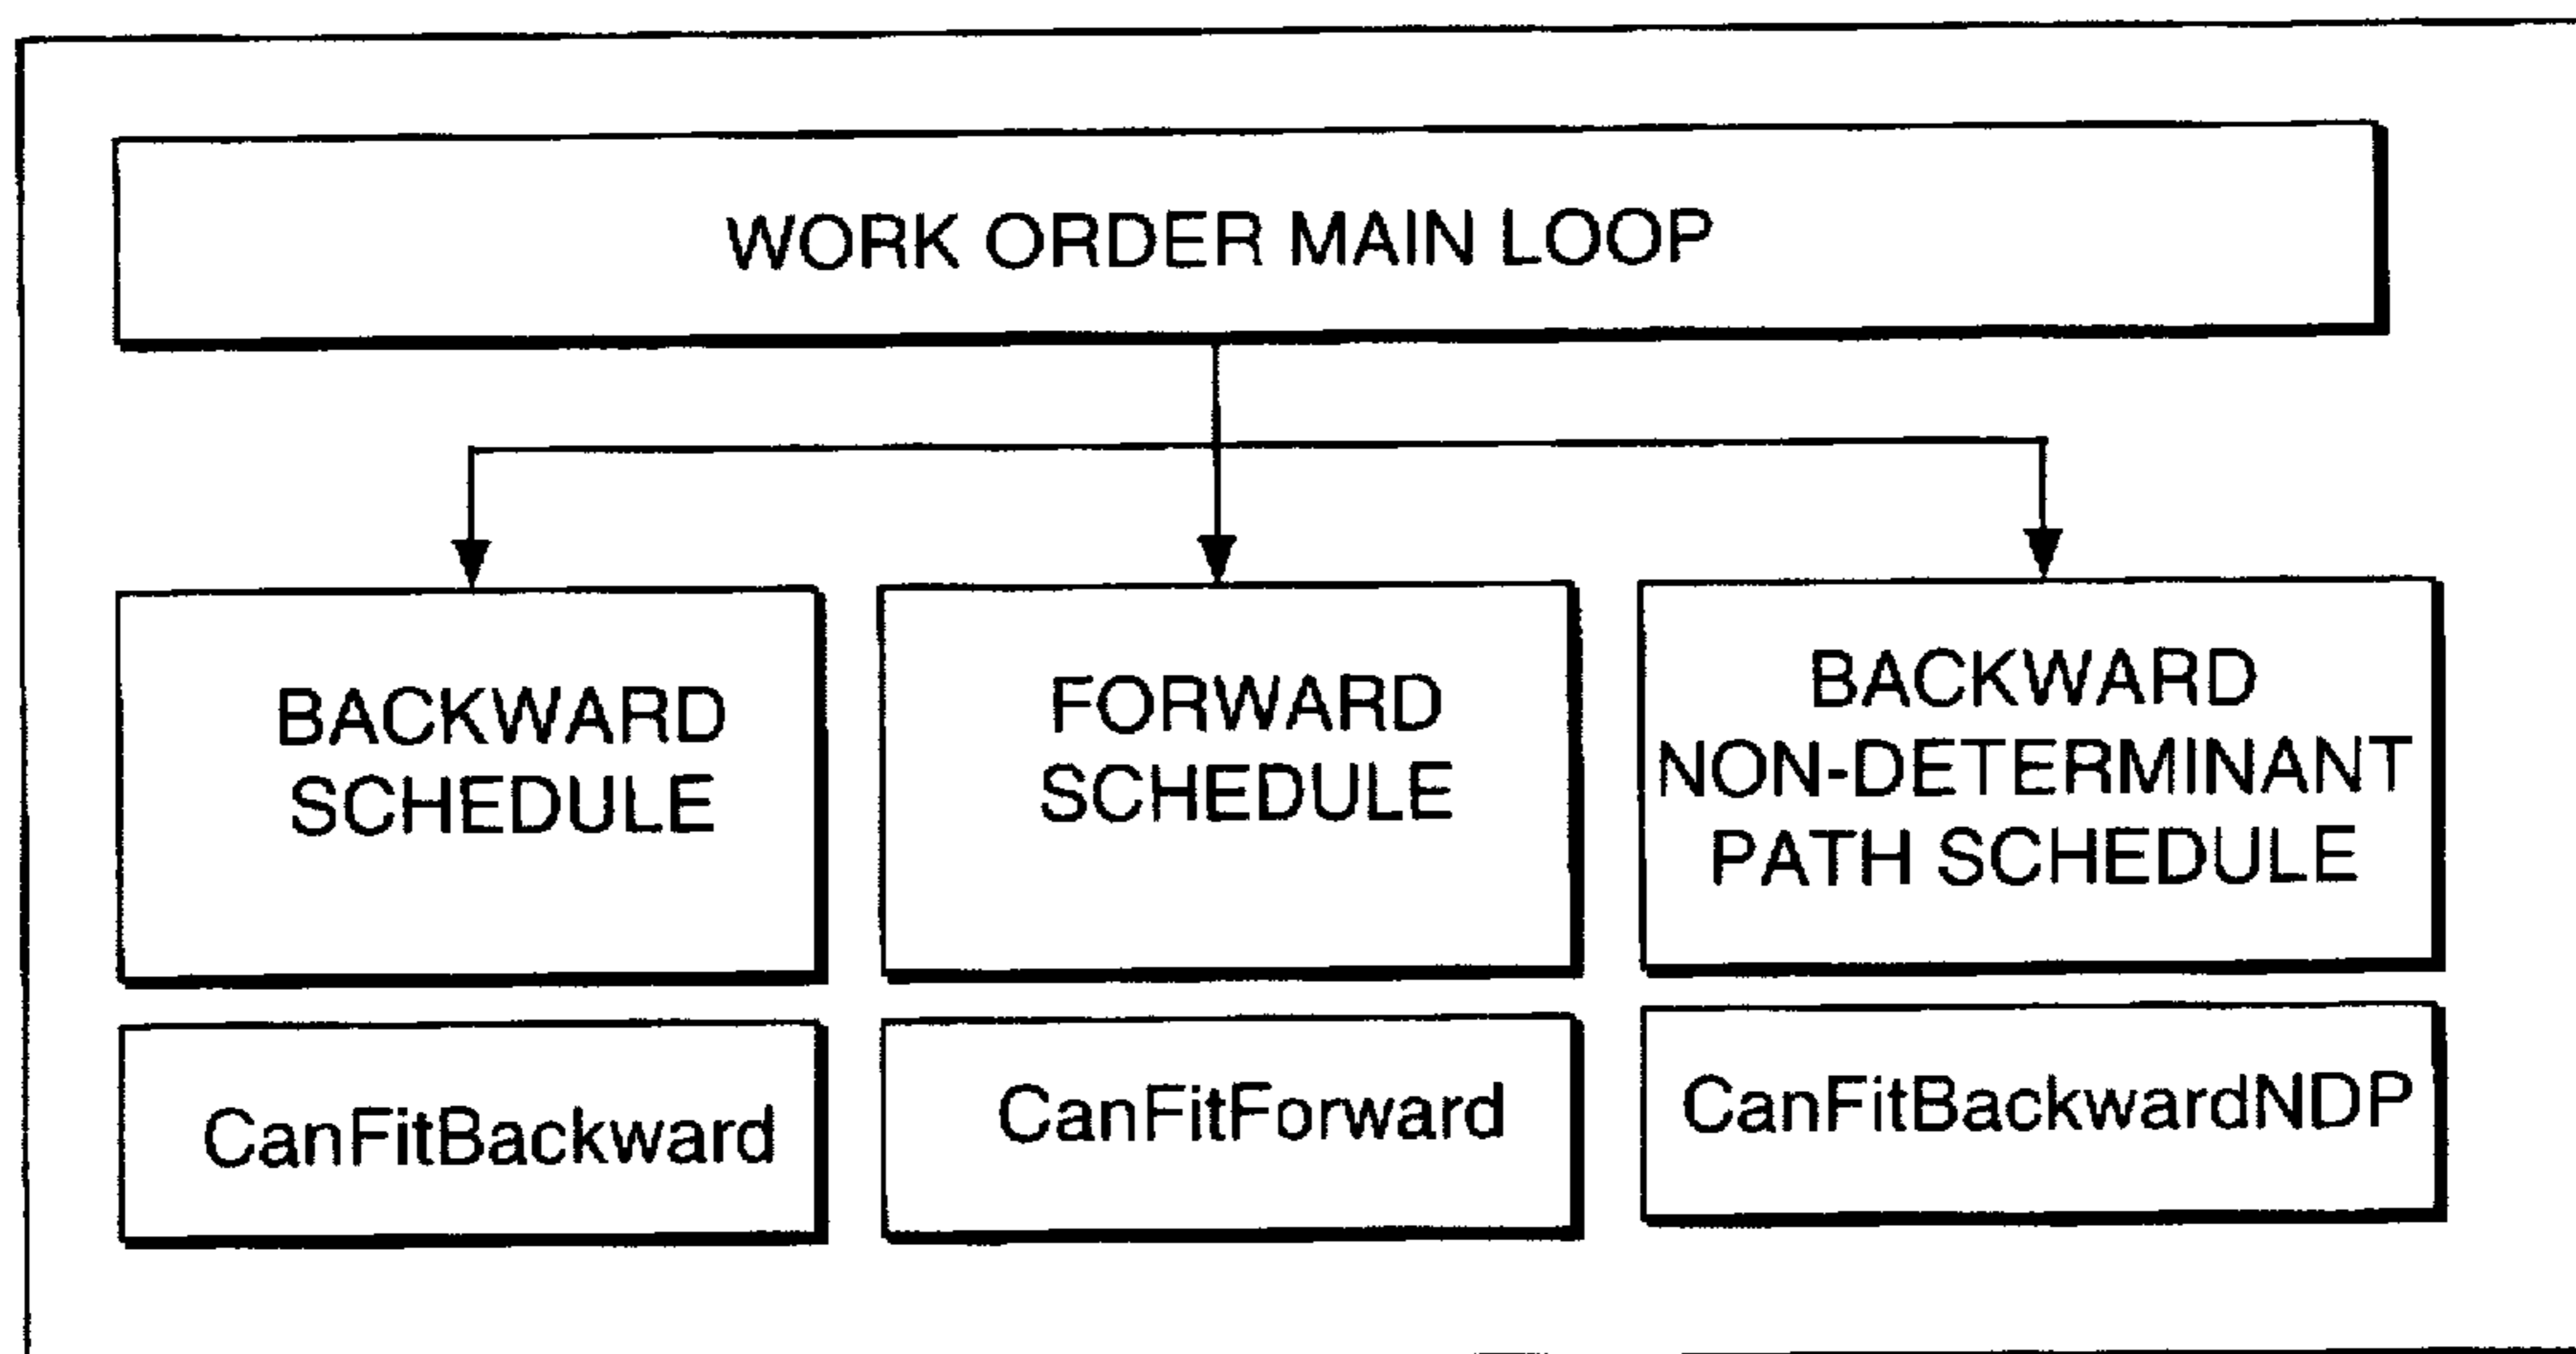 WORK ORDER MAIN LOOP
BACKWARD
SCHEDULE
FORWARD
SCHEDULE
BACKWARD
NON-DETERMINANT
PATH SCHEDULE
CanFitBackward
CanFitForward
CanFitBackwardNDP